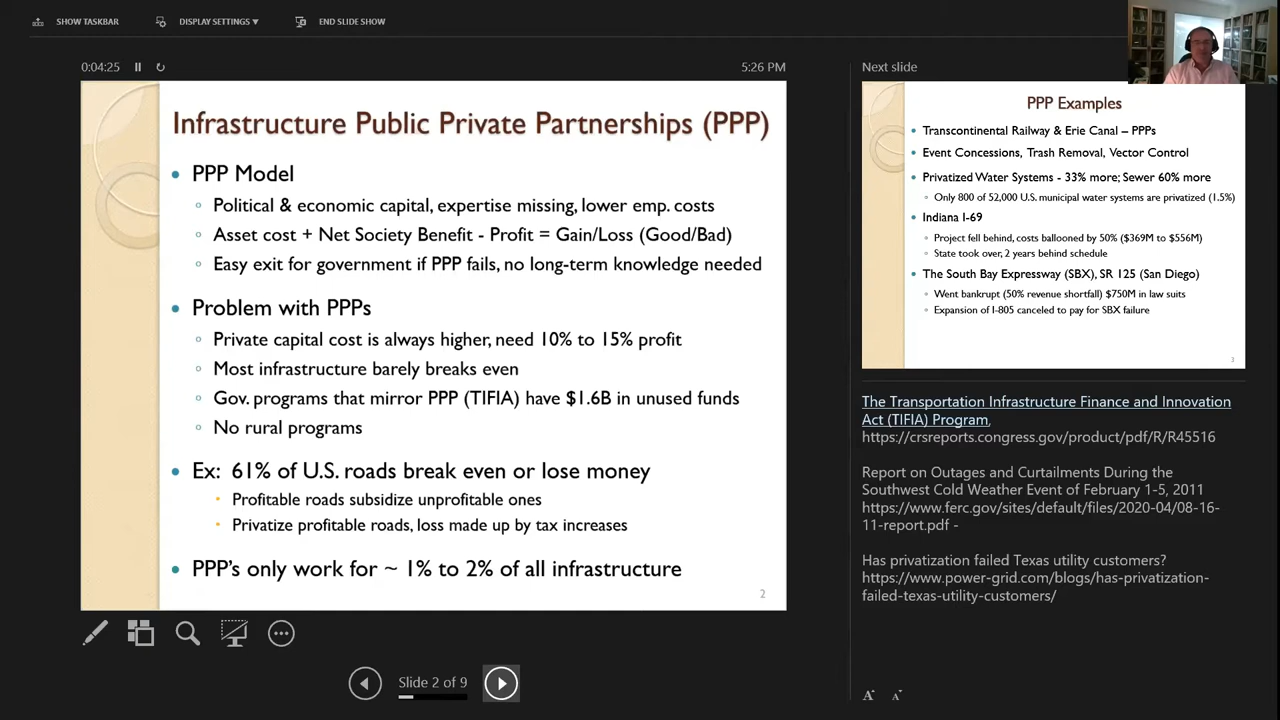 SHOW TASKBAR
DISPLAY SETTINGS ▼
END SLIDE SHOW
0:04:25
5:26 PM
Infrastructure Public Private Partnerships (PPP)
• PPP Model
◦ Political & economic capital, expertise missing, lower emp. costs
◦ Asset cost + Net Society Benefit - Profit = Gain/Loss (Good/Bad)
◦ Easy exit for government if PPP fails, no long-term knowledge needed
• Problem with PPPs
◦ Private capital cost is always higher, need 10% to 15% profit
◦ Most infrastructure barely breaks even
◦ Gov. programs that mirror PPP (TIFIA) have $1.6B in unused funds
◦ No rural programs
• Ex: 61% of U.S. roads break even or lose money
• Profitable roads subsidize unprofitable ones
• Privatize profitable roads, loss made up by tax increases
• PPP's only work for ~ 1% to 2% of all infrastructure
2
Slide 2 of 9
Next slide
PPP Examples
• Transcontinental Railway & Erie Canal – PPPs
• Event Concessions, Trash Removal, Vector Control
• Privatized Water Systems - 33% more; Sewer 60% more
◦ Only 800 of 52,000 U.S. municipal water systems are privatized (1.5%)
• Indiana I-69
◦ Project fell behind, costs ballooned by 50% ($369M to $556M)
◦ State took over, 2 years behind schedule
• The South Bay Expressway (SBX), SR 125 (San Diego)
◦ Went bankrupt (50% revenue shortfall) $750M in law suits
◦ Expansion of I-805 canceled to pay for SBX failure
3
The Transportation Infrastructure Finance and Innovation
Act (TIFIA) Program,
https://crsreports.congress.gov/product/pdf/R/R45516
Report on Outages and Curtailments During the
Southwest Cold Weather Event of February 1-5, 2011
https://www.ferc.gov/sites/default/files/2020-04/08-16-
11-report.pdf -
Has privatization failed Texas utility customers?
https://www.power-grid.com/blogs/has-privatization-
failed-texas-utility-customers/
A A